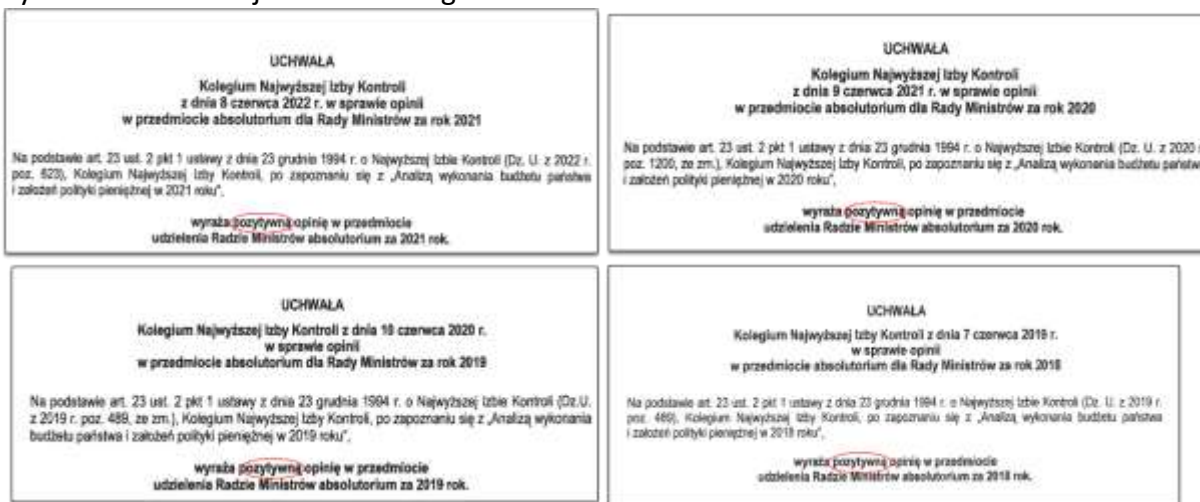 UCHWAŁA
Kolegium Najwyższej Izby Kontroli
z dnia 8 czerwca 2022 r. w sprawie opinii
w przedmiocie absolutorium dla Rady Ministrów za rok 2021
Na podstawie art. 23 ust. 2 pkt 1 ustawy z dnia 23 grudnia 1994 r. o Najwyższej Izbie Kontroli (Dz. U. z 2022 r.
poz. 623), Kolegium Najwyższej Izby Kontroli, po zapoznaniu się z „Analizą wykonania budżetu państwa
i założeń polityki pieniężnej w 2021 roku”,
wyraża pozytywną opinię w przedmiocie
udzielenia Radzie Ministrów absolutorium za 2021 rok.
UCHWAŁA
Kolegium Najwyższej Izby Kontroli
z dnia 9 czerwca 2021 r. w sprawie opinii
w przedmiocie absolutorium dla Rady Ministrów za rok 2020
Na podstawie art. 23 ust. 2 pkt 1 ustawy z dnia 23 grudnia 1994 r. o Najwyższej Izbie Kontroli (Dz. U. z 2020
poz. 1200, ze zm.), Kolegium Najwyższej Izby Kontroli, po zapoznaniu się z „Analizą wykonania budżetu państwa
i założeń polityki pieniężnej w 2020 roku”,
wyraża pozytywną opinię w przedmiocie
udzielenia Radzie Ministrów absolutorium za 2020 rok.
UCHWAŁA
Kolegium Najwyższej Izby Kontroli z dnia 10 czerwca 2020 r.
w sprawie opinii
w przedmiocie absolutorium dla Rady Ministrów za rok 2019
Na podstawie art. 23 ust. 2 pkt 1 ustawy z dnia 23 grudnia 1994 r. o Najwyższej Izbie Kontroli (Dz.U.
z 2019 r. poz. 489, ze zm.), Kolegium Najwyższej Izby Kontroli, po zapoznaniu się z „Analizą wykonania
budżetu państwa i założeń polityki pieniężnej w 2019 roku”,
wyraża pozytywną opinię w przedmiocie
udzielenia Radzie Ministrów absolutorium za 2019 rok.
UCHWAŁA
Kolegium Najwyższej Izby Kontroli z dnia 7 czerwca 2019 r.
w sprawie opinii
w przedmiocie absolutorium dla Rady Ministrów za rok 2018
Na podstawie art. 23 ust. 2 pkt 1 ustawy z dnia 23 grudnia 1994 r. o Najwyższej Izbie Kontroli (Dz. U. z 2019 r.
poz. 489), Kolegium Najwyższej Izby Kontroli, po zapoznaniu się z „Analizą wykonania budżetu państwa
i założeń polityki pieniężnej w 2018 roku”,
wyraża pozytywną opinię w przedmiocie
udzielenia Radzie Ministrów absolutorium za 2018 rok.